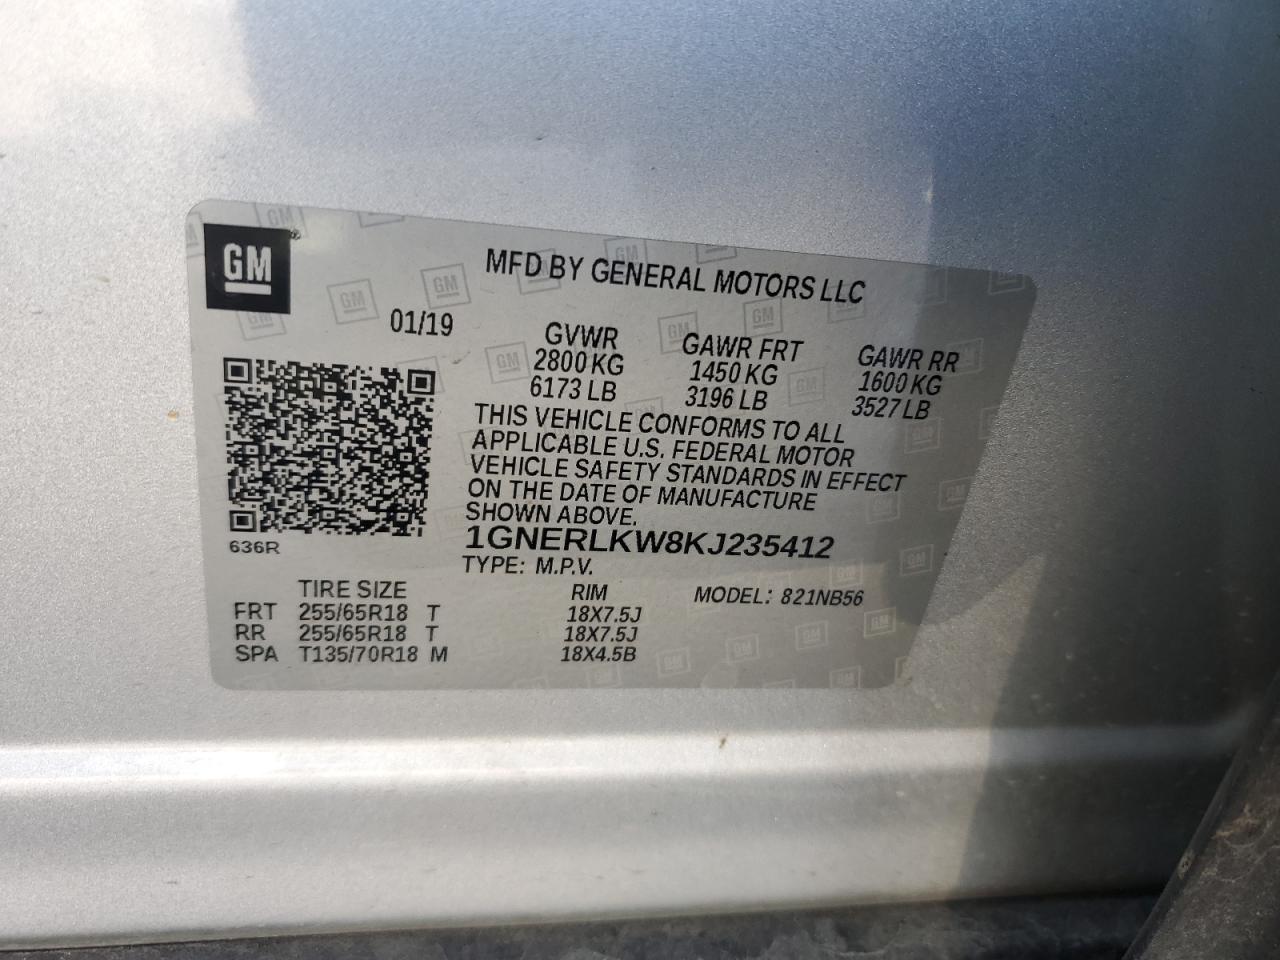 GM
MFD BY GENERAL MOTORS LLC
01/19
GVWR GAWR FRT GAWR RR
2800 KG 1450 KG 1600 KG
6173 LB 3196 LB 3527 LB
THIS VEHICLE CONFORMS TO ALL
APPLICABLE U.S. FEDERAL MOTOR
VEHICLE SAFETY STANDARDS IN EFFECT
ON THE DATE OF MANUFACTURE
SHOWN ABOVE.
636R
1GNERLKW8KJ235412
TYPE: M.P.V.
TIRE SIZE RIM MODEL: 821NB56
FRT 255/65R18 T 18X7.5J
RR 255/65R18 T 18X7.5J
SPA T135/70R18 M 18X4.5B